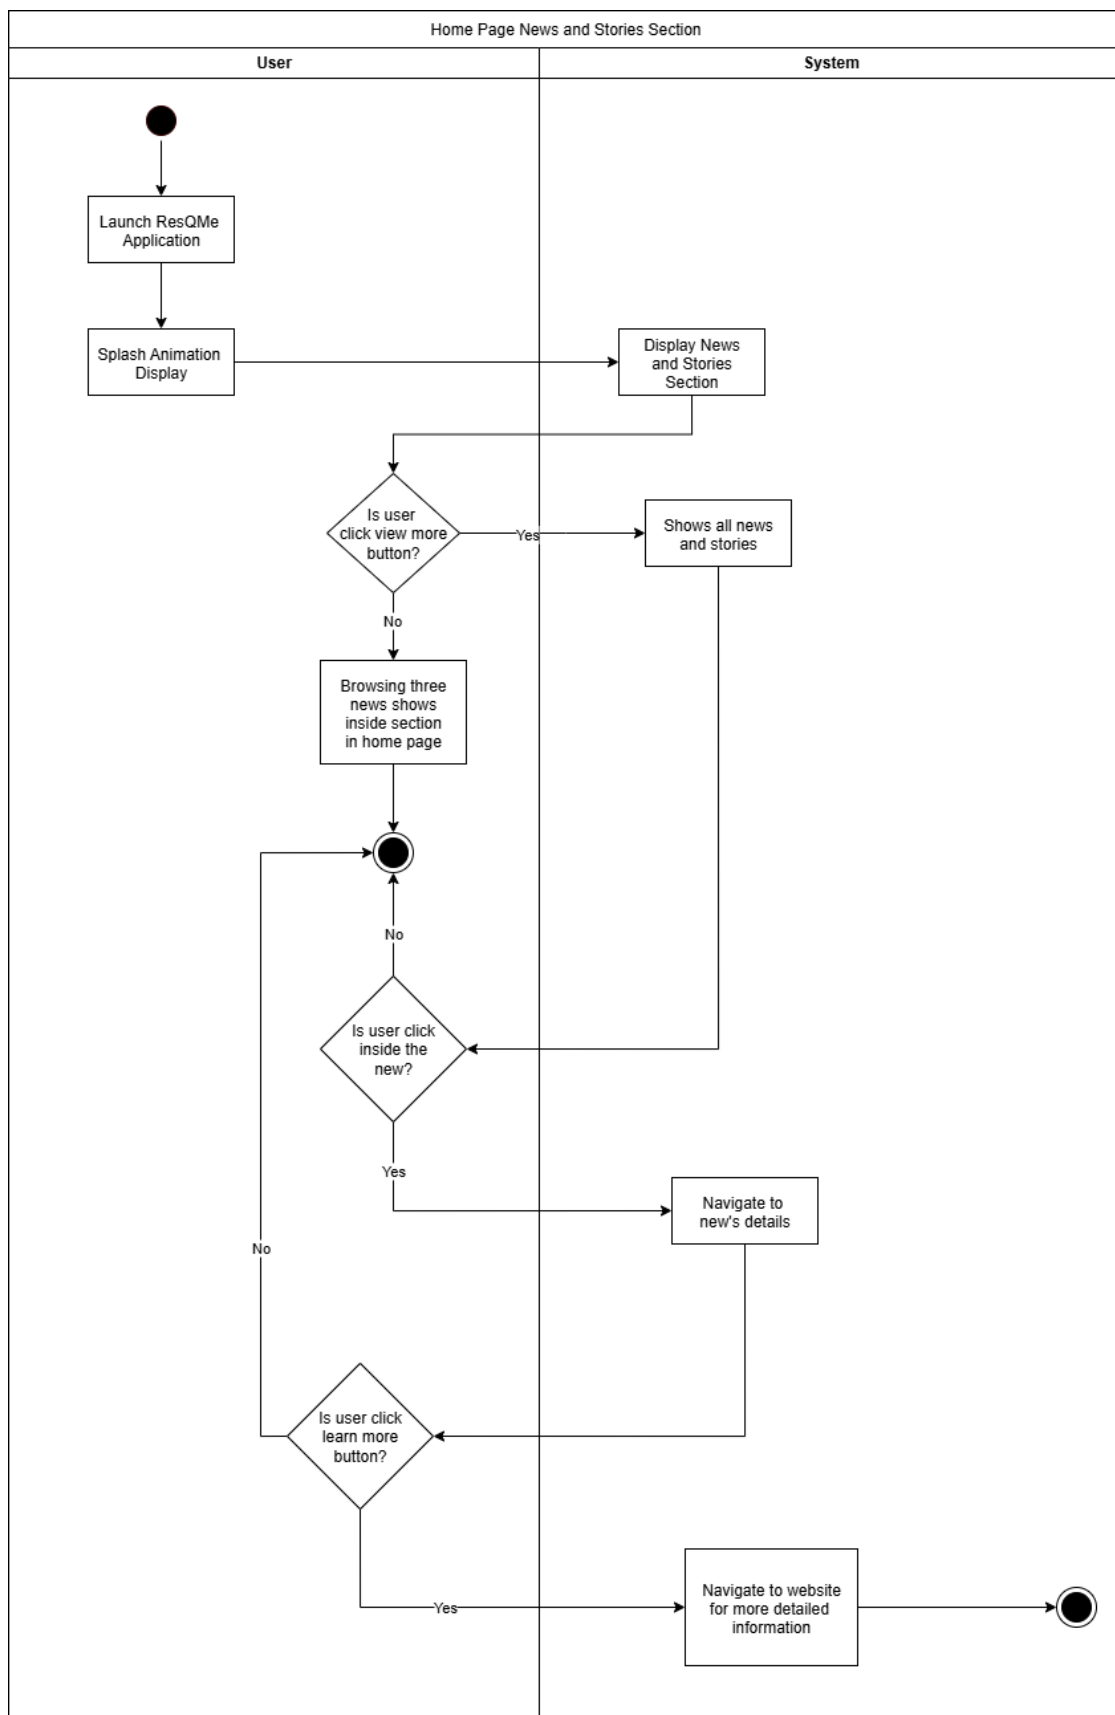 Home Page News and Stories Section
User
System
Launch ResQMe
Application
Splash Animation
Display
Display News
and Stories
Section
Is user
click view more
button?
Yes
Shows all news
and stories
No
Browsing three
news shows
inside section
in home page
No
Is user click
inside the
new?
Yes
Navigate to
new's details
No
Is user click
learn more
button?
Yes
Navigate to website
for more detailed
information